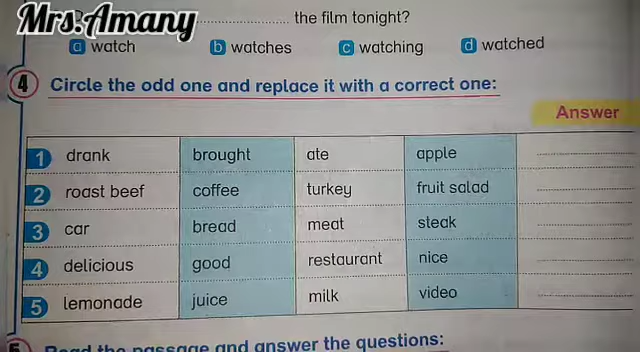 Mrs.Amany
.............................. the film tonight?
a watch b watches c watching d watched
4 Circle the odd one and replace it with a correct one:
Answer
1 drank brought ate apple ..............................
2 roast beef coffee turkey fruit salad ..............................
3 car bread meat steak ..............................
4 delicious good restaurant nice ..............................
5 lemonade juice milk video ..............................
Read the passage and answer the questions: